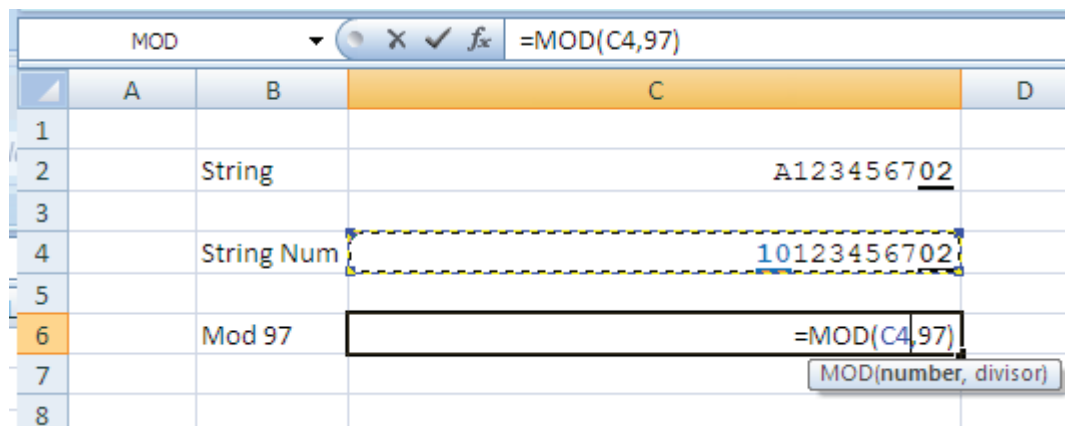 MOD fx =MOD(C4,97)
A B C D
1
2 String A123456702
3
4 String Num 10123456702
5
6 Mod 97 =MOD(C4,97)
7 MOD(number, divisor)
8